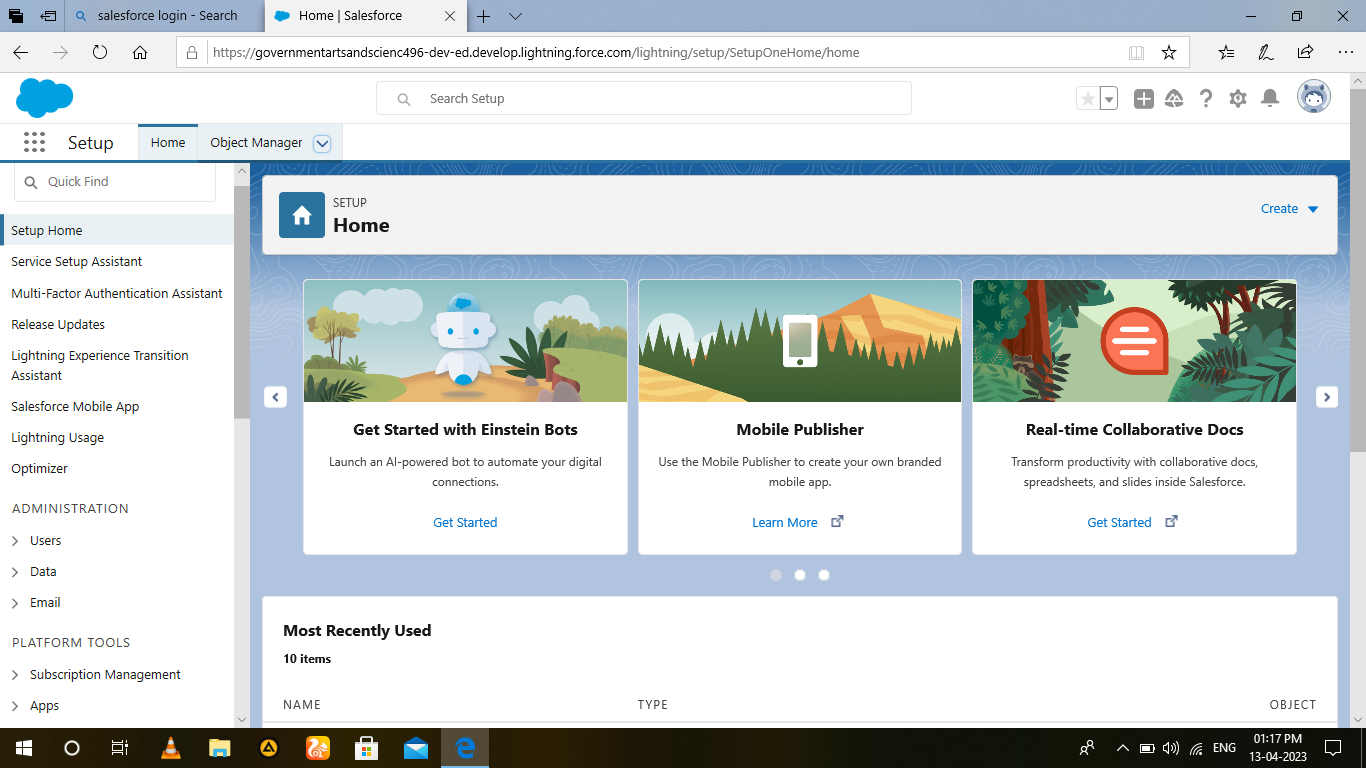 salesforce login - Search
Home | Salesforce
https://governmentartsandscienc496-dev-ed.develop.lightning.force.com/lightning/setup/SetupOneHome/home
Search Setup
Setup
Home
Object Manager
Quick Find
Setup Home
Service Setup Assistant
Multi-Factor Authentication Assistant
Release Updates
Lightning Experience Transition
Assistant
Salesforce Mobile App
Lightning Usage
Optimizer
ADMINISTRATION
Users
Data
Email
PLATFORM TOOLS
Subscription Management
Apps
SETUP
Home
Create
Get Started with Einstein Bots
Launch an AI-powered bot to automate your digital
connections.
Get Started
Mobile Publisher
Use the Mobile Publisher to create your own branded
mobile app.
Learn More
Real-time Collaborative Docs
Transform productivity with collaborative docs,
spreadsheets, and slides inside Salesforce.
Get Started
Most Recently Used
10 items
NAME
TYPE
OBJECT
ENG
01:17 PM
13-04-2023